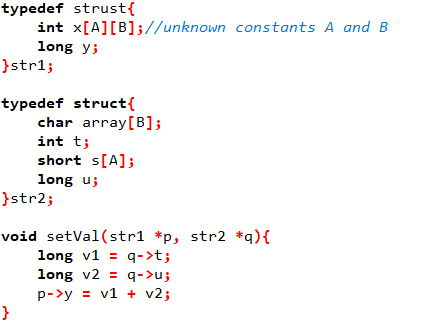 typedef strust{
int x[A][B];//unknown constants A and B
long y;
}str1;
typedef struct{
char array[B];
int t;
short s[A];
long u;
}str2;
void setVal(str1 *p, str2 *q){
long v1 = q->t;
long v2 = q->u;
p->y = v1 + v2;
}